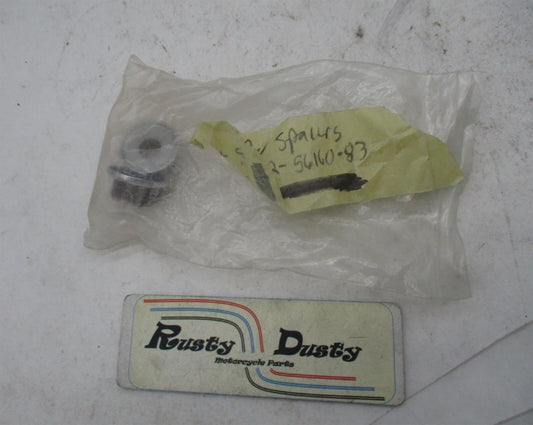 Spacers
-56160-83
Rusty Dusty
Motorcycle Parts